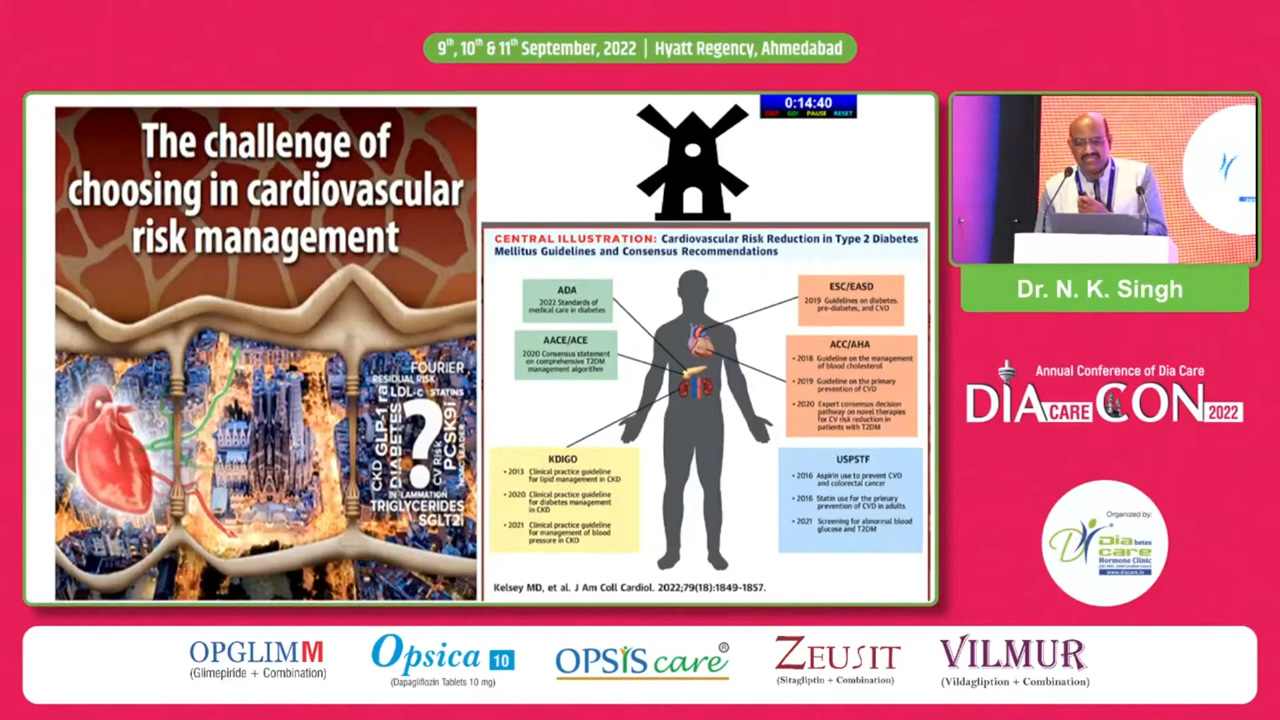 9th, 10th & 11th September, 2022 | Hyatt Regency, Ahmedabad
The challenge of
choosing in cardiovascular
risk management
FOURIER
RESIDUAL RISK
LDL-c STATINS
CKD
GLP-1 ra
DIABETES
?
CV Risk
PCSK9i
INFLAMMATION
TRIGLYCERIDES
SGLT2i
0:14:40
GO! PAUSE RESET
CENTRAL ILLUSTRATION: Cardiovascular Risk Reduction in Type 2 Diabetes
Mellitus Guidelines and Consensus Recommendations
ADA
2022 Standards of
medical care in diabetes
AACE/ACE
2020 Consensus statement
on comprehensive T2DM
management algorithm
ESC/EASD
2019 Guidelines on diabetes,
pre-diabetes, and CVD
ACC/AHA
• 2018 Guideline on the management
of blood cholesterol
• 2019 Guideline on the primary
prevention of CVD
• 2020 Expert consensus decision
pathway on novel therapies
for CV risk reduction in
patients with T2DM
KDIGO
• 2013 Clinical practice guideline
for lipid management in CKD
• 2020 Clinical practice guideline
for diabetes management
in CKD
• 2021 Clinical practice guideline
for management of blood
pressure in CKD
USPSTF
• 2016 Aspirin use to prevent CVD
and colorectal cancer
• 2016 Statin use for the primary
prevention of CVD in adults
• 2021 Screening for abnormal blood
glucose and T2DM
Kelsey MD, et al. J Am Coll Cardiol. 2022;79(18):1849-1857.
Dr. N. K. Singh
Annual Conference of Dia Care
DIACARECON 2022
Organized by:
Diabetes
care
Hormone Clinic
www.diacare.in
OPGLIMM
(Glimepiride + Combination)
Opsica 10
(Dapagliflozin Tablets 10 mg)
OPSIS care®
ZEUSIT
(Sitagliptin + Combination)
VILMUR
(Vildagliption + Combination)